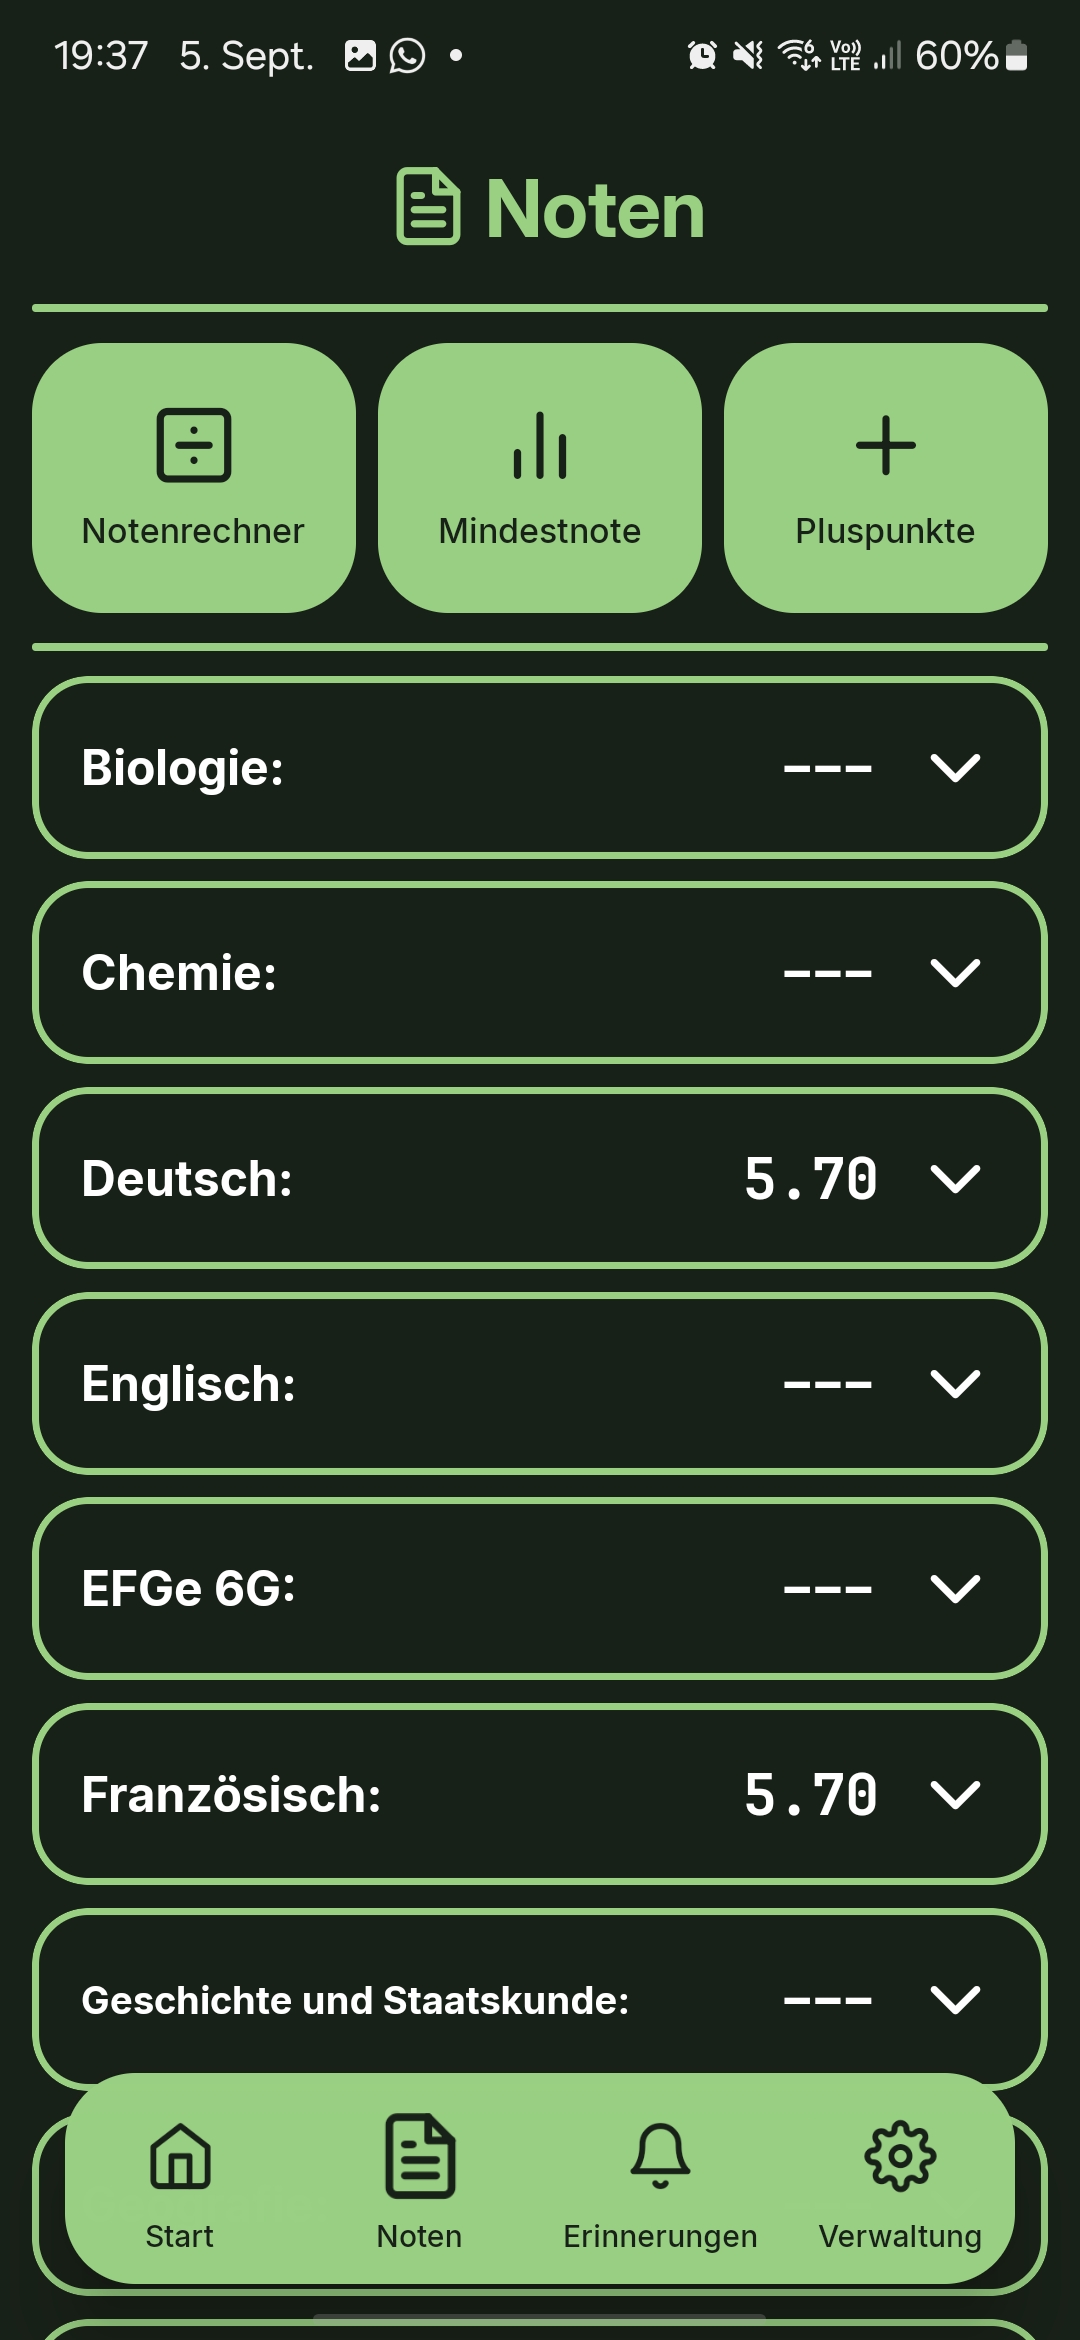 19:37 5. Sept. 6 Vo)) LTE 60%
Noten
Notenrechner Mindestnote Pluspunkte
Biologie: ---
Chemie: ---
Deutsch: 5.70
Englisch: ---
EFGe 6G: ---
Französisch: 5.70
Geschichte und Staatskunde: ---
Start Noten Erinnerungen Verwaltung